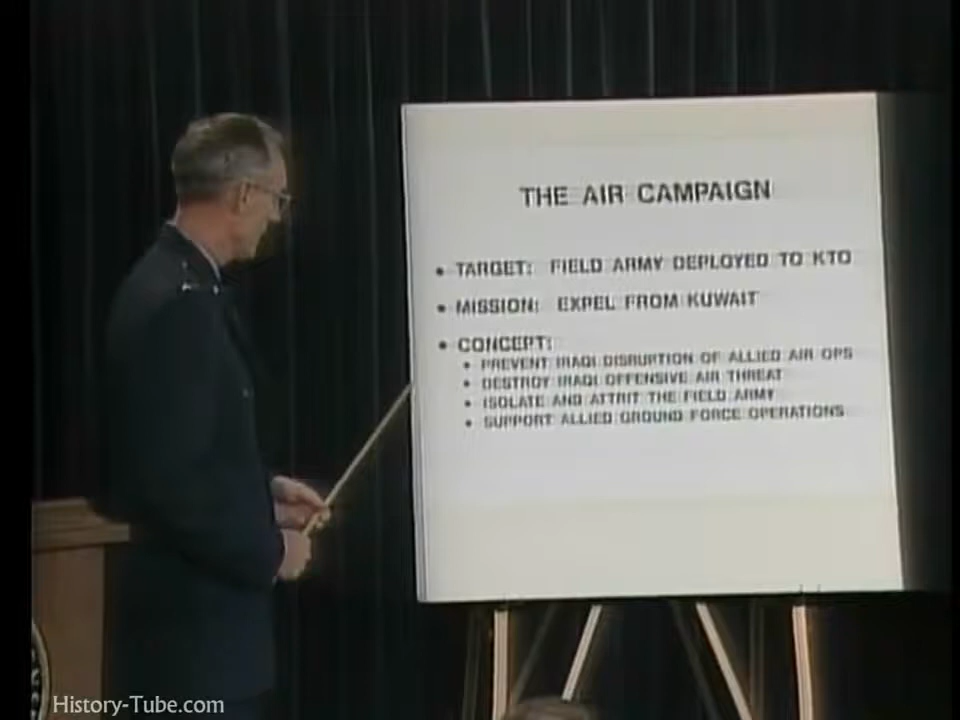 THE AIR CAMPAIGN
• TARGET: FIELD ARMY DEPLOYED TO KTO
• MISSION: EXPEL FROM KUWAIT
• CONCEPT:
• PREVENT IRAQI DISRUPTION OF ALLIED AIR OPS
• DESTROY IRAQI OFFENSIVE AIR THREAT
• ISOLATE AND ATTRIT THE FIELD ARMY
• SUPPORT ALLIED GROUND FORCE OPERATIONS
History-Tube.com